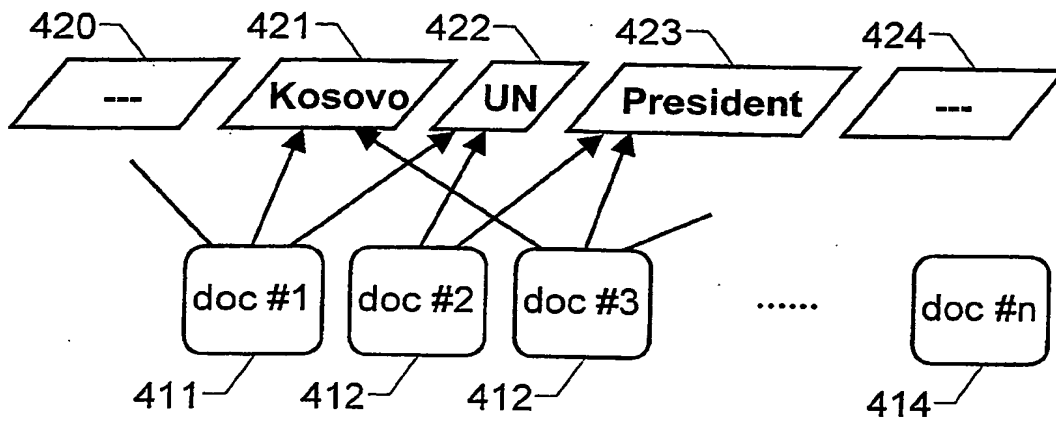 420 421 422 423 424
--- Kosovo UN President ---
doc #1 doc #2 doc #3 ...... doc #n
411 412 412 414